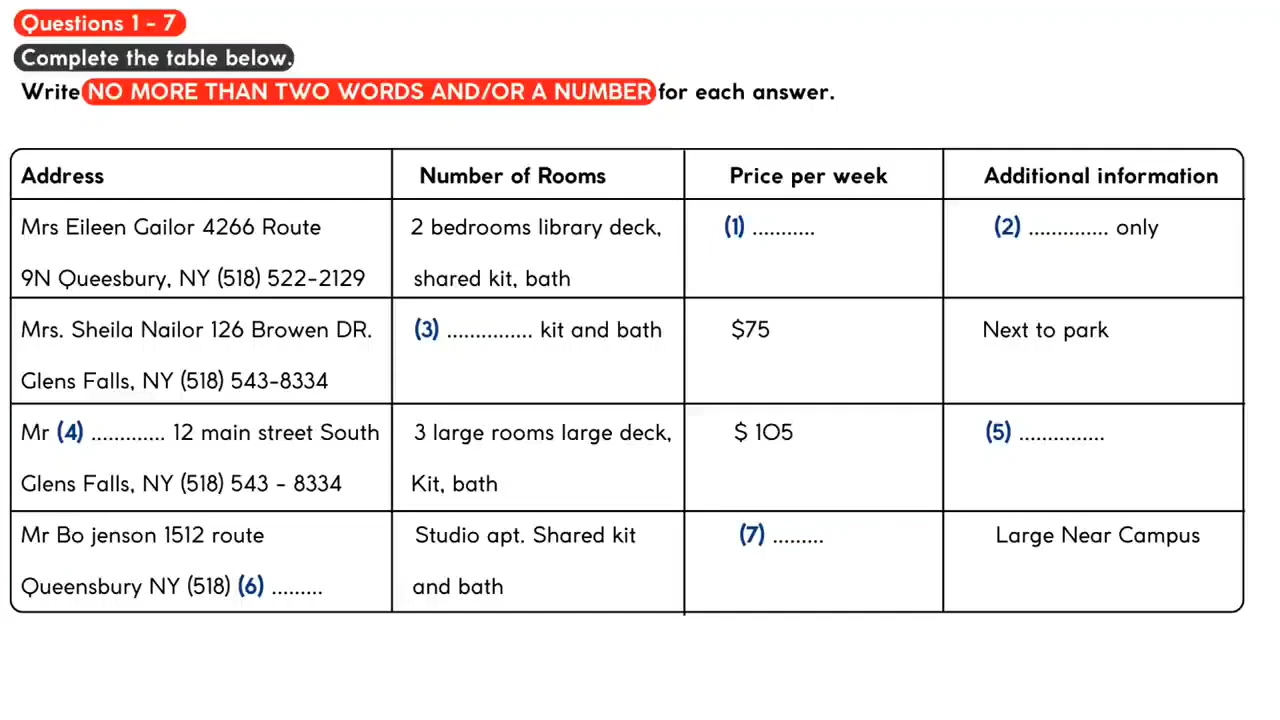 Questions 1 - 7
Complete the table below.
Write NO MORE THAN TWO WORDS AND/OR A NUMBER for each answer.
Address Number of Rooms Price per week Additional information
Mrs Eileen Gailor 4266 Route 2 bedrooms library deck, (1) ........... (2) .............. only
9N Queesbury, NY (518) 522-2129 shared kit, bath
Mrs. Sheila Nailor 126 Browen DR. (3) ............... kit and bath $75 Next to park
Glens Falls, NY (518) 543-8334
Mr (4) ............. 12 main street South 3 large rooms large deck, $ 105 (5) ...............
Glens Falls, NY (518) 543 - 8334 Kit, bath
Mr Bo jenson 1512 route Studio apt. Shared kit (7) ......... Large Near Campus
Queensbury NY (518) (6) ......... and bath